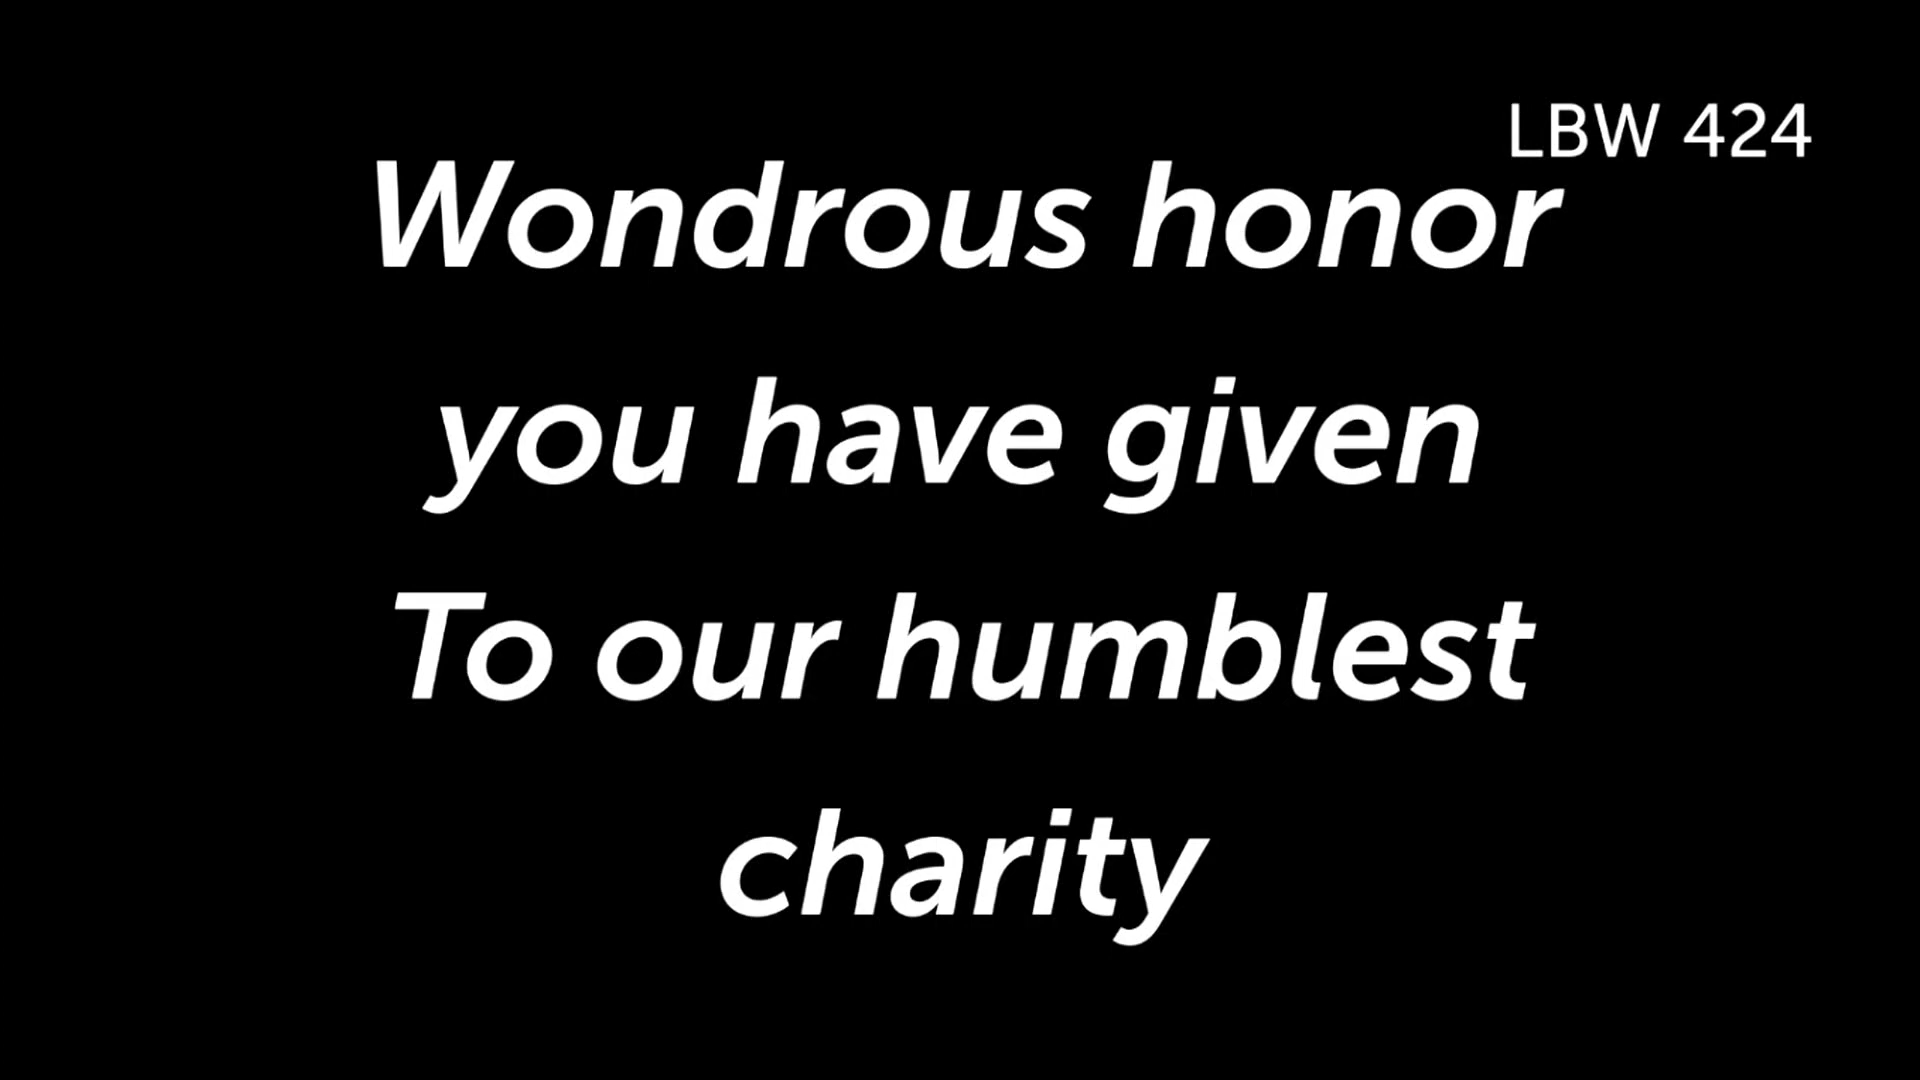 LBW 424
Wondrous honor
you have given
To our humblest
charity